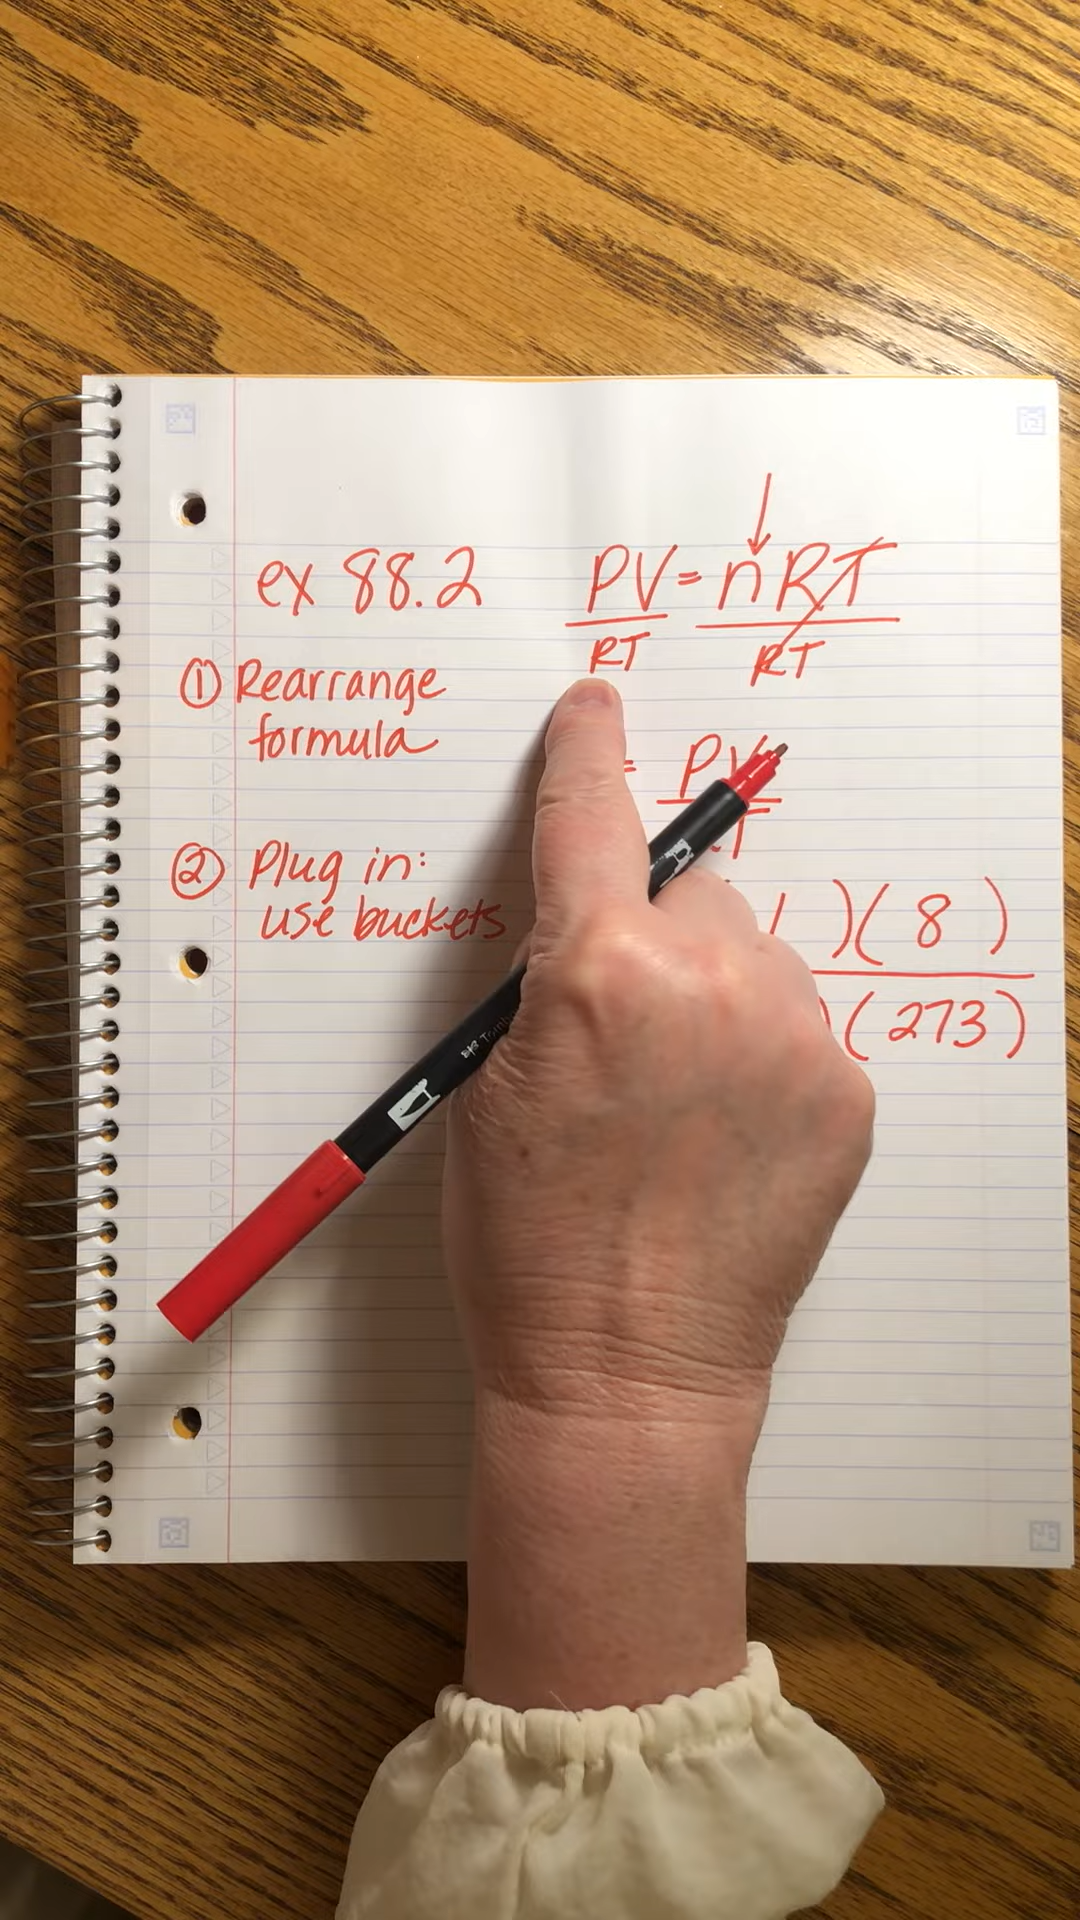 ex 88.2
PV = nRT
RT RT
① Rearrange
formula
= PV
② Plug in:
use buckets
)( 8 )
)(273)